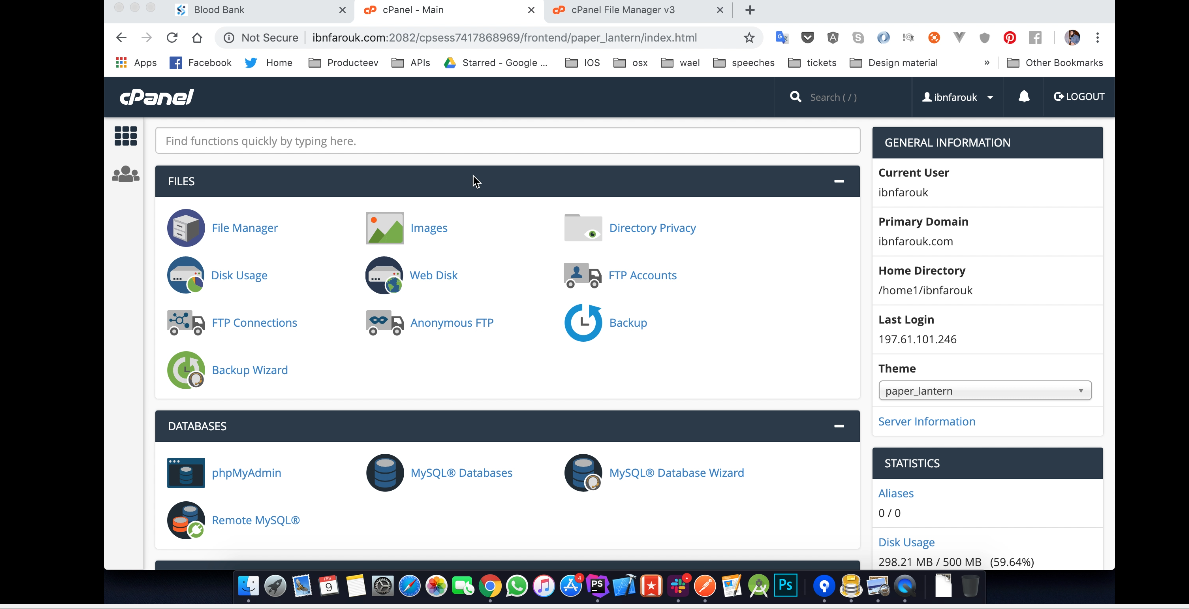 Blood Bank
cPanel - Main
cPanel File Manager v3
Not Secure
ibnfarouk.com:2082/cpsess7417868969/frontend/paper_lantern/index.html
Apps
Facebook
Home
Producteev
APIs
Starred - Google ...
IOS
osx
wael
speeches
tickets
Design material
»
Other Bookmarks
cPanel
Search ( / )
ibnfarouk
LOGOUT
Find functions quickly by typing here.
FILES
File Manager
Images
Directory Privacy
Disk Usage
Web Disk
FTP Accounts
FTP Connections
Anonymous FTP
Backup
Backup Wizard
DATABASES
phpMyAdmin
MySQL® Databases
MySQL® Database Wizard
Remote MySQL®
GENERAL INFORMATION
Current User
ibnfarouk
Primary Domain
ibnfarouk.com
Home Directory
/home1/ibnfarouk
Last Login
197.61.101.246
Theme
paper_lantern
Server Information
STATISTICS
Aliases
0 / 0
Disk Usage
298.21 MB / 500 MB (59.64%)
9
PS
Ps